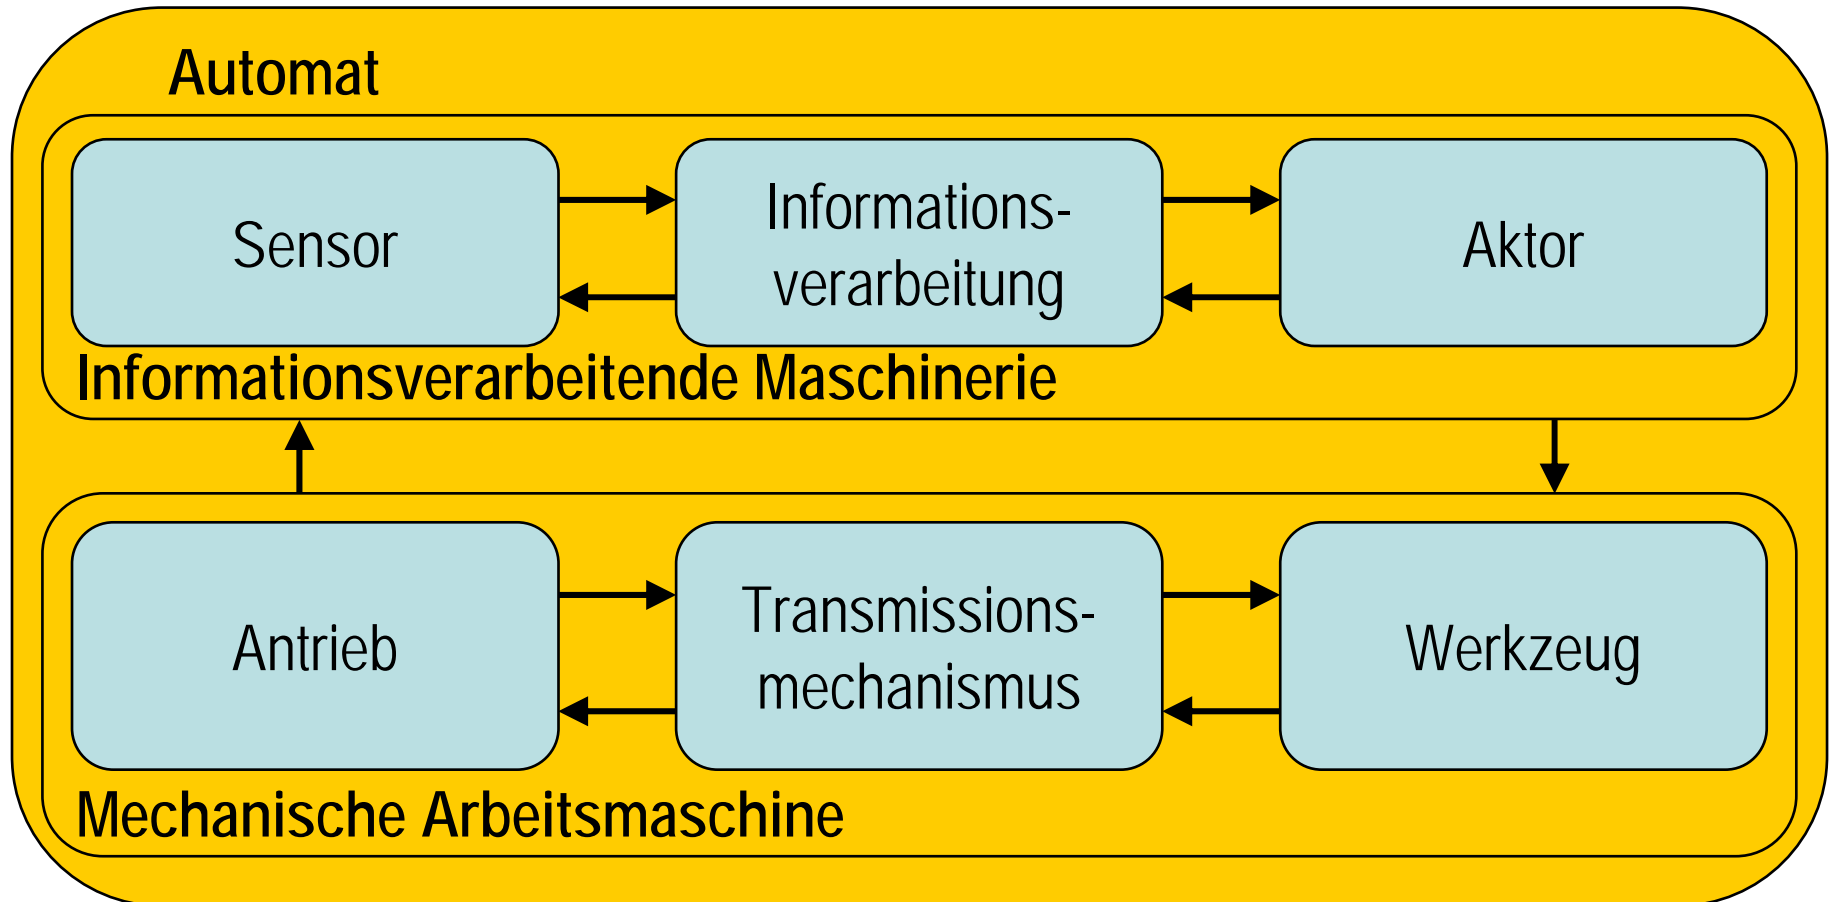 Automat
Sensor
Informations-
verarbeitung
Aktor
Informationsverarbeitende Maschinerie
Antrieb
Transmissions-
mechanismus
Werkzeug
Mechanische Arbeitsmaschine